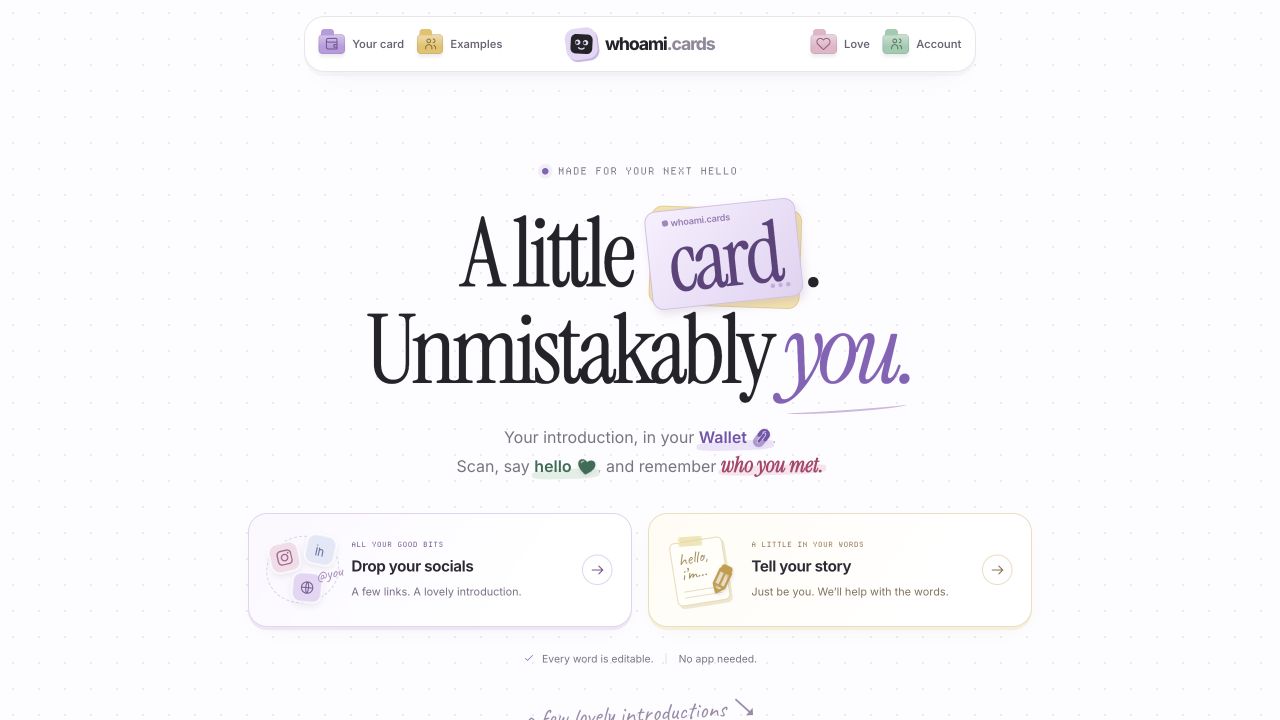 Your card
Examples
whoami.cards
Love
Account
MADE FOR YOUR NEXT HELLO
whoami.cards
A little card.
Unmistakably you.
Your introduction, in your Wallet
Scan, say hello and remember who you met.
ALL YOUR GOOD BITS
in
@you
Drop your socials
A few links. A lovely introduction.
A LITTLE IN YOUR WORDS
hello,
i'm...
Tell your story
Just be you. We'll help with the words.
Every word is editable.
No app needed.
a few lovely introductions